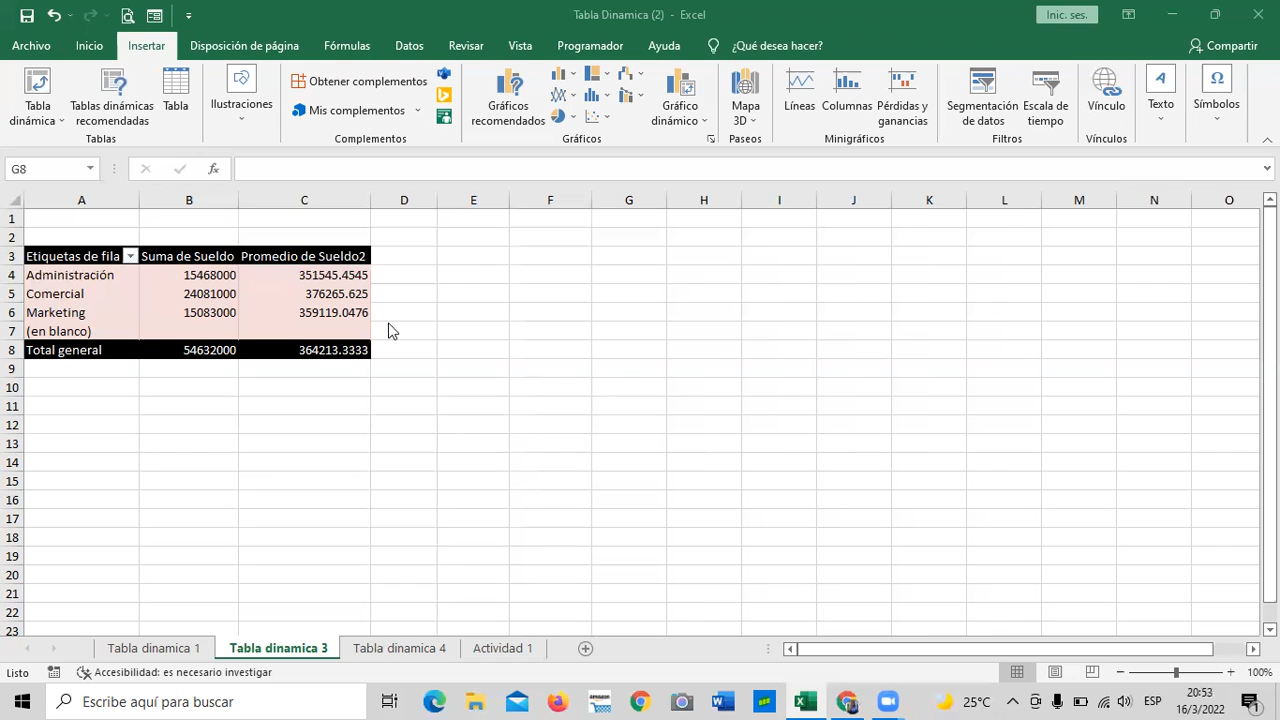 Tabla Dinamica (2) - Excel
Inic. ses.
Archivo Inicio Insertar Disposición de página Fórmulas Datos Revisar Vista Programador Ayuda ¿Qué desea hacer? Compartir
Tabla dinámica
Tablas dinámicas recomendadas
Tabla
Tablas
Ilustraciones
Obtener complementos
Mis complementos
Complementos
Gráficos recomendados
Gráfico dinámico
Gráficos
Mapa 3D
Paseos
Líneas
Columnas
Pérdidas y ganancias
Minigráficos
Segmentación de datos
Escala de tiempo
Filtros
Vínculo
Vínculos
Texto
Símbolos
G8
fx
A B C D E F G H I J K L M N O
1
2
3 Etiquetas de fila Suma de Sueldo Promedio de Sueldo2
4 Administración 15468000 351545.4545
5 Comercial 24081000 376265.625
6 Marketing 15083000 359119.0476
7 (en blanco)
8 Total general 54632000 364213.3333
9
10
11
12
13
14
15
16
17
18
19
20
21
22
23
Tabla dinamica 1 Tabla dinamica 3 Tabla dinamica 4 Actividad 1
Listo Accesibilidad: es necesario investigar 100%
Escribe aquí para buscar
25°C
ESP
20:53
16/3/2022